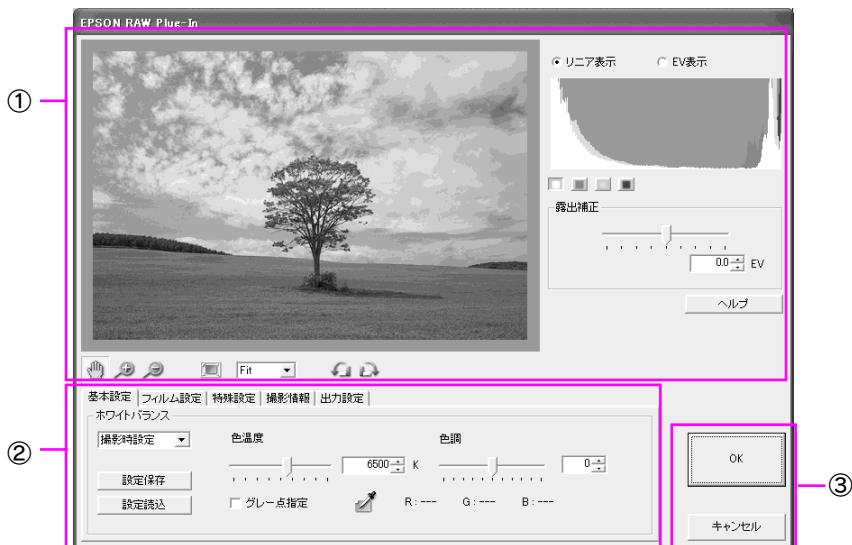 EPSON RAW Plug-In
①
リニア表示 EV表示
露出補正
0.0 EV
ヘルプ
Fit
②
基本設定 フィルム設定 特殊設定 撮影情報 出力設定
ホワイトバランス
撮影時設定 色温度 色調
6500 K 0
設定保存
設定読込 グレー点指定 R : --- G : --- B : ---
OK
③
キャンセル